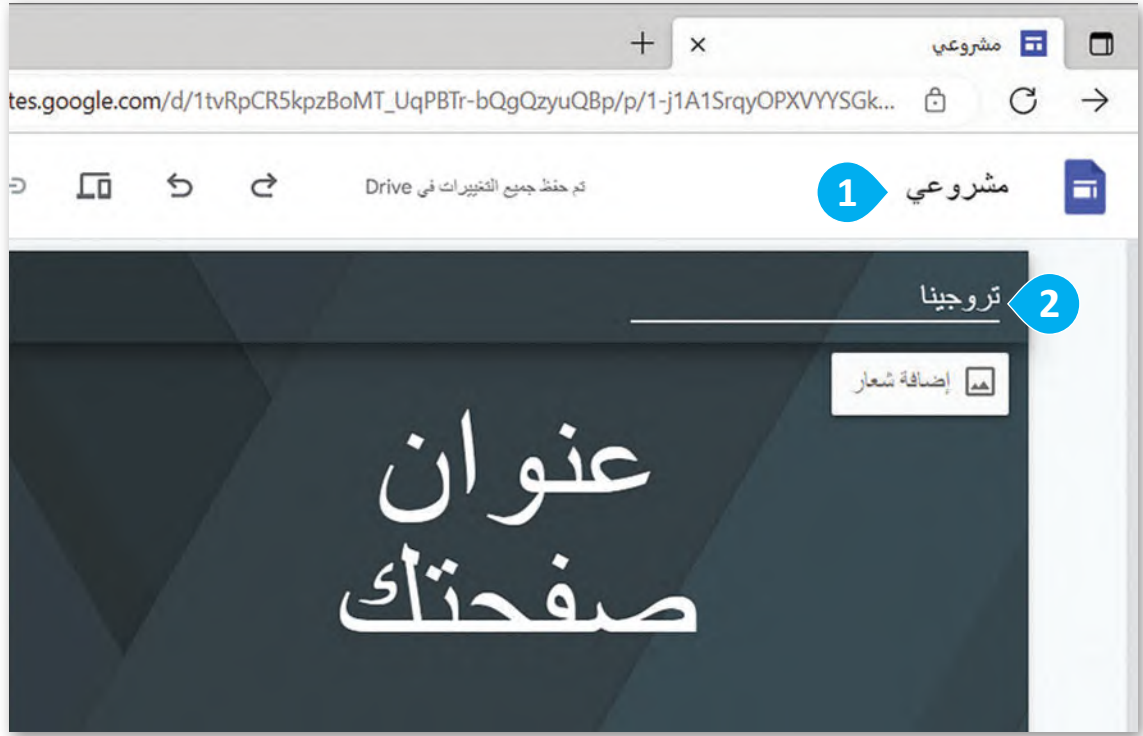 مشروعي
tes.google.com/d/1tvRpCR5kpzBoMT_UqPBTr-bQgQzyuQBp/p/1-j1A1SrqyOPXVYYSGk...
مشروعي
1
تم حفظ جميع التغييرات في Drive
تروجينا
2
إضافة شعار
عنوان
صفحتك